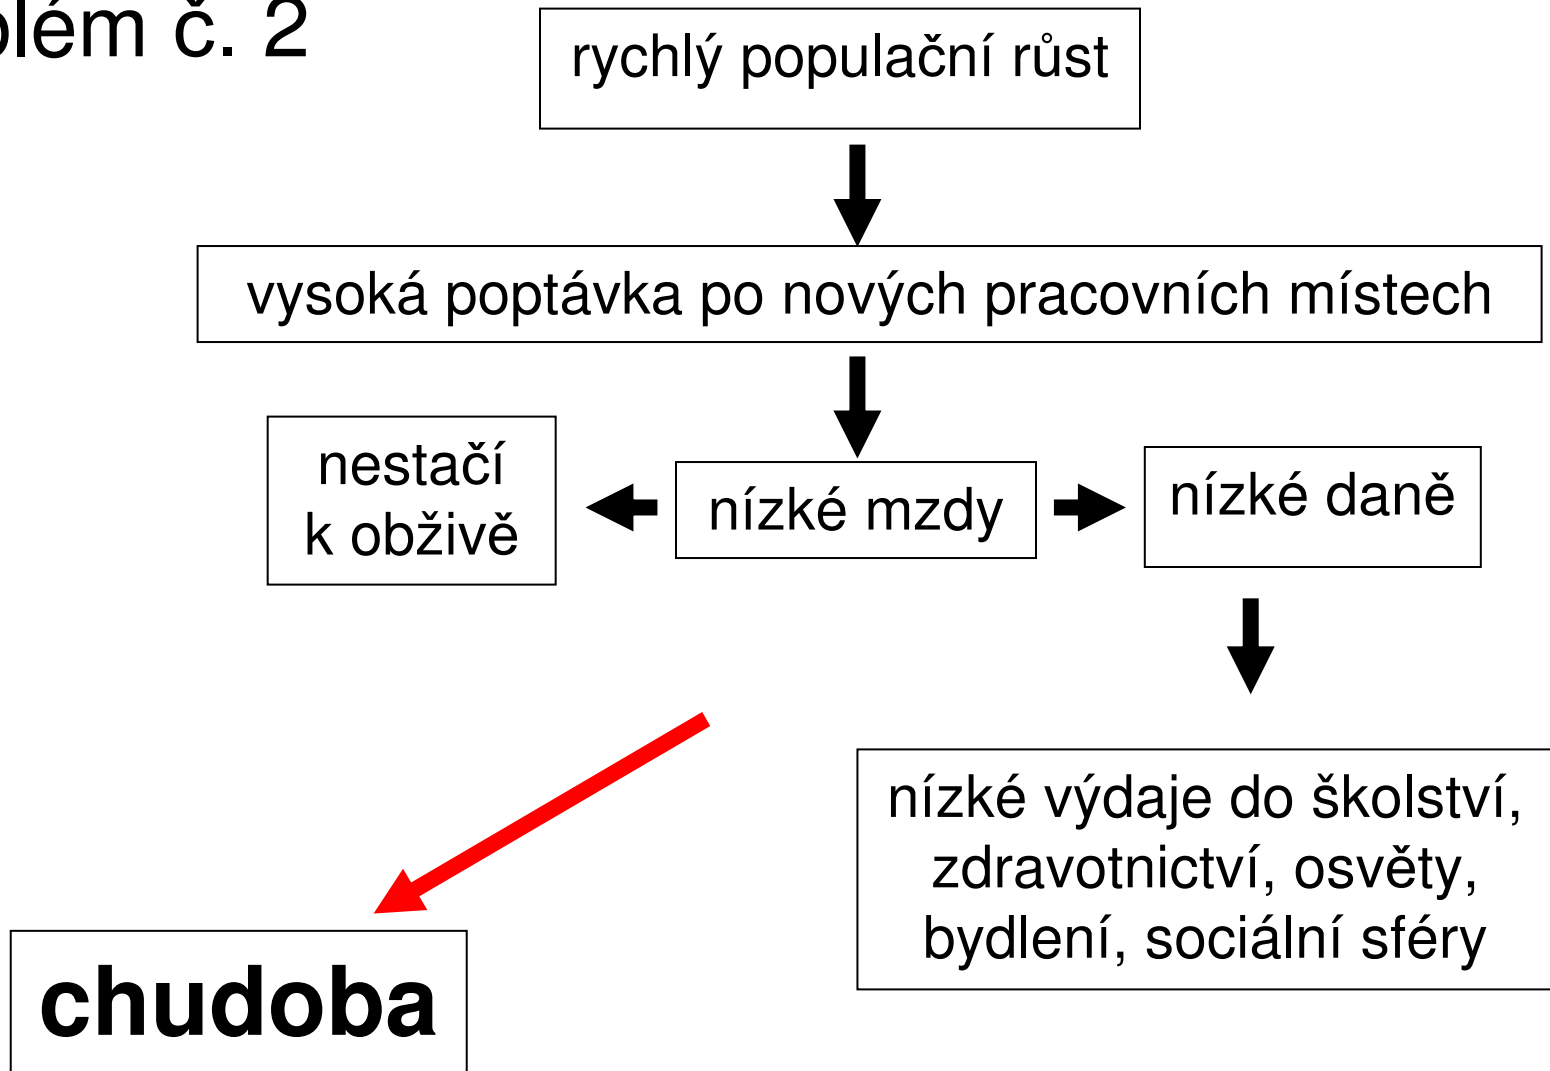 č. 2
rychlý populační růst
vysoká poptávka po nových pracovních místech
nestačí
k obživě
nízké mzdy
nízké daně
nízké výdaje do školství,
zdravotnictví, osvěty,
bydlení, sociální sféry
chudoba